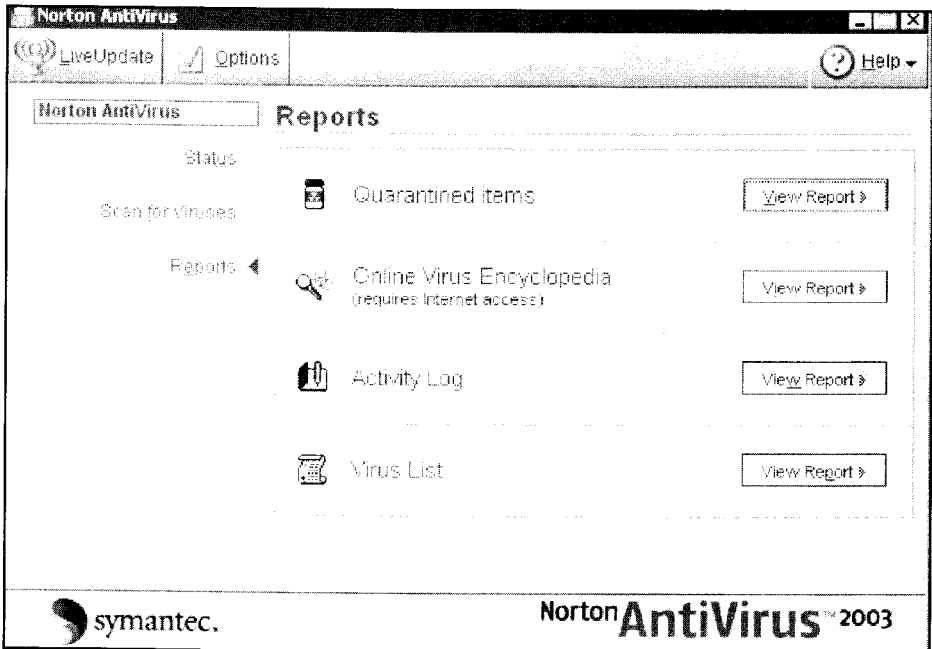 Norton AntiVirus
LiveUpdate
Options
Help
Norton AntiVirus
Status
Scan for Viruses
Reports
Reports
Quarantined items
View Report
Online Virus Encyclopedia
(requires Internet access)
View Report
Activity Log
View Report
Virus List
View Report
symantec.
Norton AntiVirus™ 2003